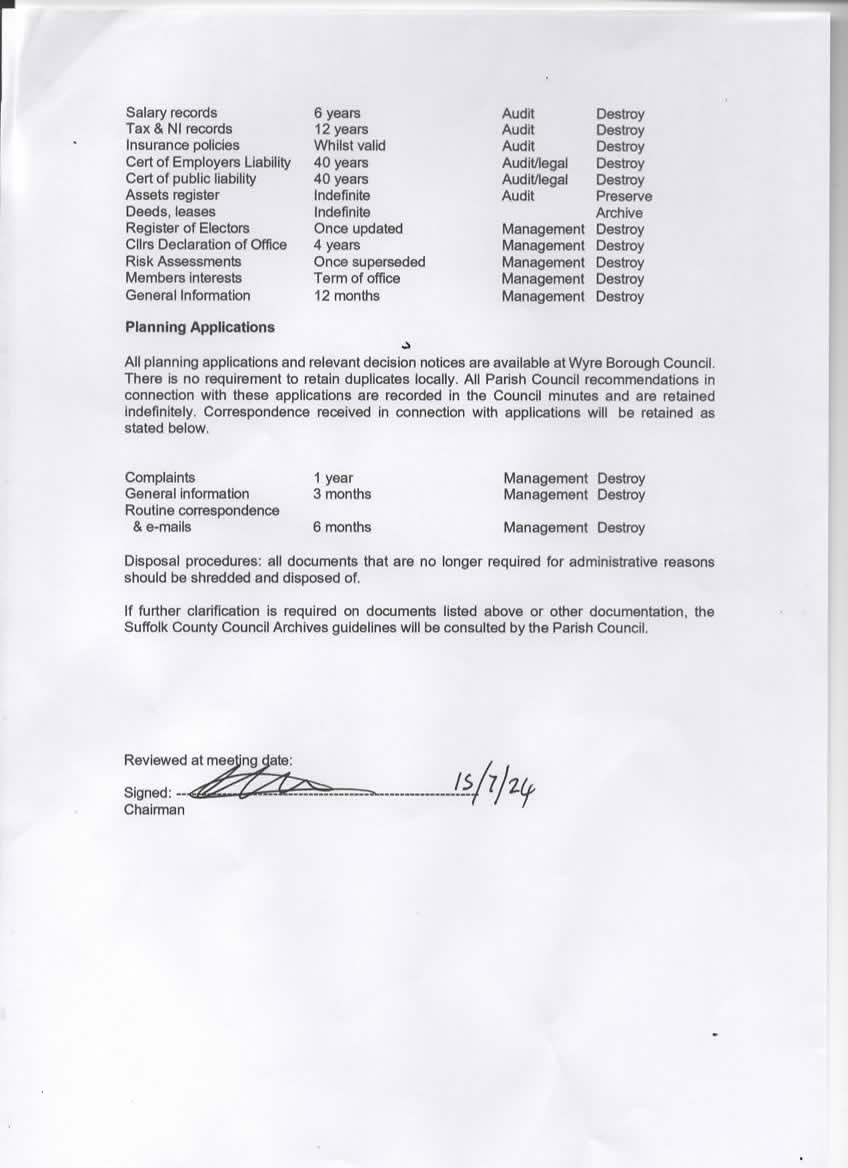 Salary records 6 years Audit Destroy
Tax & NI records 12 years Audit Destroy
Insurance policies Whilst valid Audit Destroy
Cert of Employers Liability 40 years Audit/legal Destroy
Cert of public liability 40 years Audit/legal Destroy
Assets register Indefinite Audit Preserve
Deeds, leases Indefinite Archive
Register of Electors Once updated Management Destroy
Cllrs Declaration of Office 4 years Management Destroy
Risk Assessments Once superseded Management Destroy
Members interests Term of office Management Destroy
General Information 12 months Management Destroy
Planning Applications
All planning applications and relevant decision notices are available at Wyre Borough Council.
There is no requirement to retain duplicates locally. All Parish Council recommendations in
connection with these applications are recorded in the Council minutes and are retained
indefinitely. Correspondence received in connection with applications will be retained as
stated below.
Complaints 1 year Management Destroy
General information 3 months Management Destroy
Routine correspondence
& e-mails 6 months Management Destroy
Disposal procedures: all documents that are no longer required for administrative reasons
should be shredded and disposed of.
If further clarification is required on documents listed above or other documentation, the
Suffolk County Council Archives guidelines will be consulted by the Parish Council.
Reviewed at meeting date:
Signed: 15/7/24
Chairman